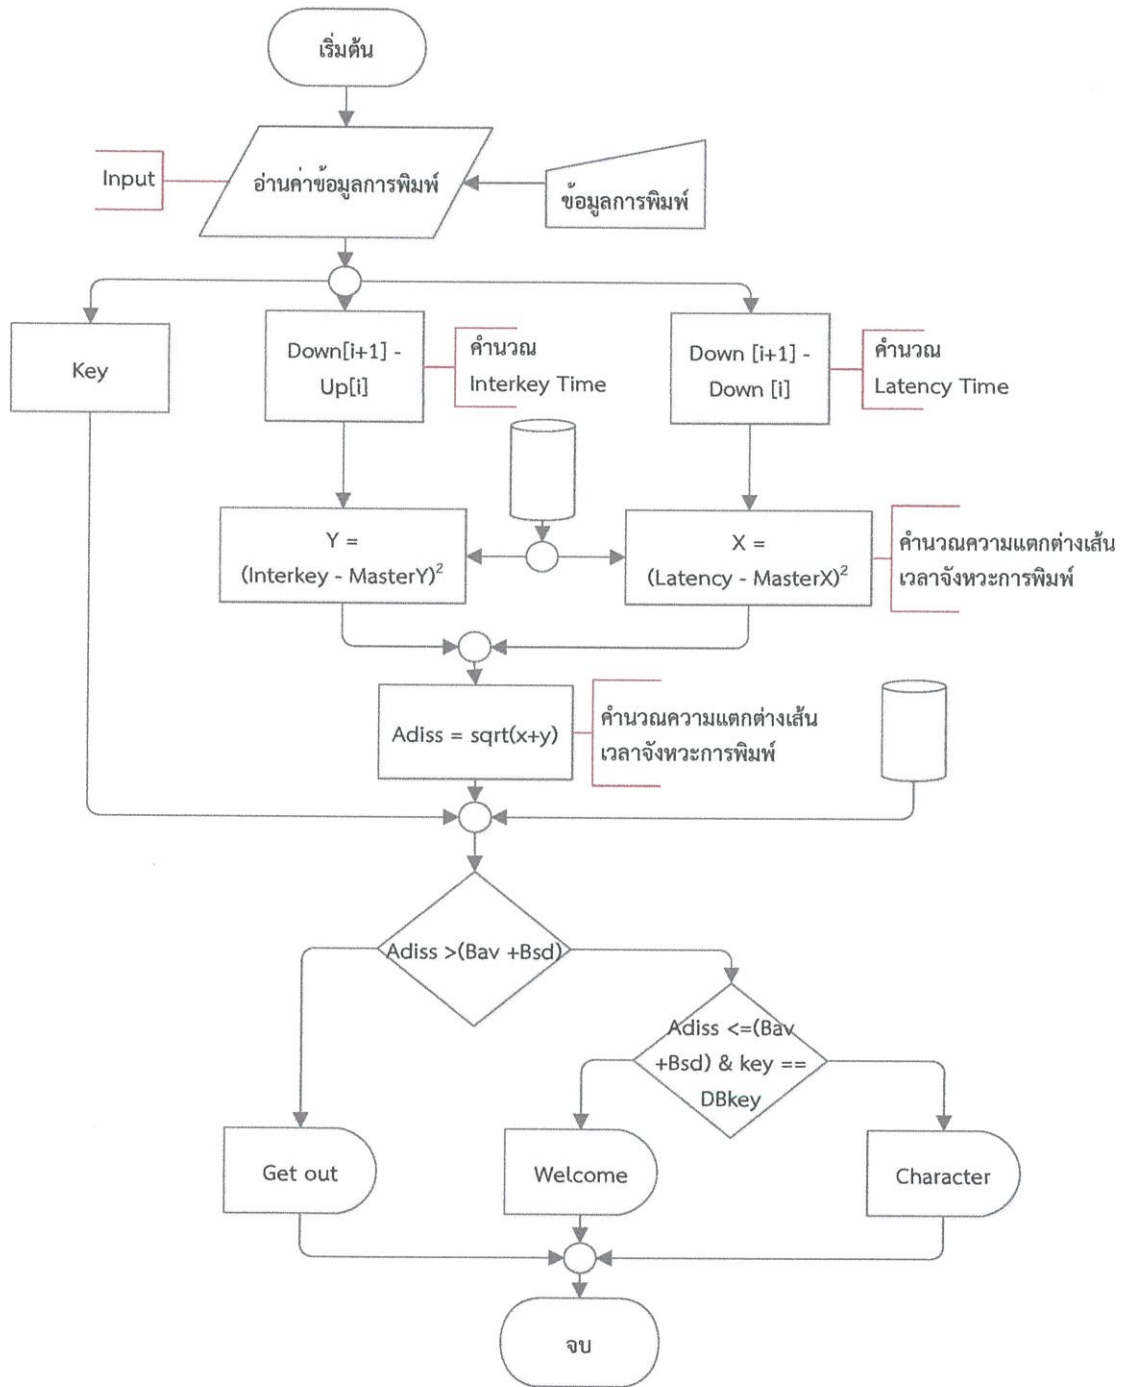 เริ่มต้น
Input
อ่านค่าข้อมูลการพิมพ์
ข้อมูลการพิมพ์
Key
Down[i+1] -
Up[i]
คำนวณ
Interkey Time
Down [i+1] -
Down [i]
คำนวณ
Latency Time
Y =
(Interkey - MasterY)²
X =
(Latency - MasterX)²
คำนวณความแตกต่างเส้น
เวลาจังหวะการพิมพ์
Adiss = sqrt(x+y)
คำนวณความแตกต่างเส้น
เวลาจังหวะการพิมพ์
Adiss >(Bav +Bsd)
Adiss <=(Bav
+Bsd) & key ==
DBkey
Get out
Welcome
Character
จบ